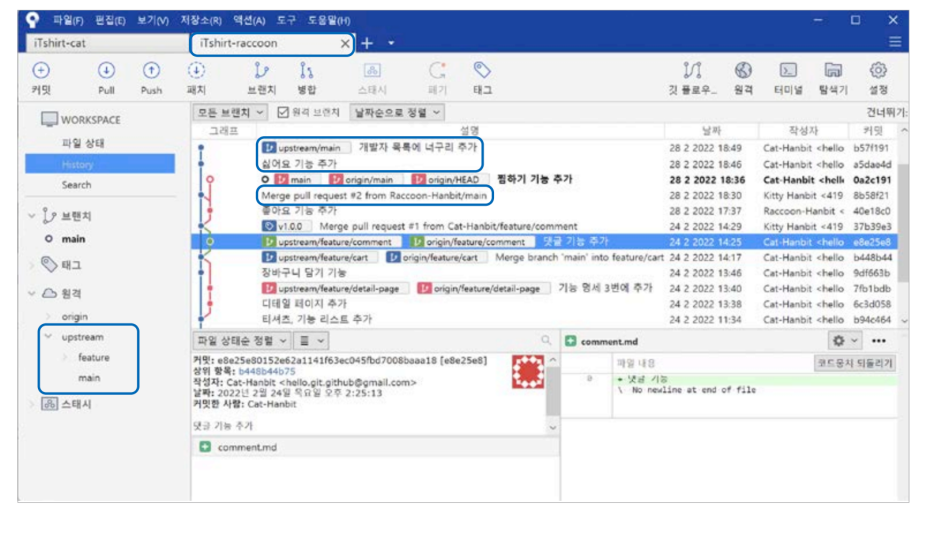 파일(F) 편집(E) 보기(V) 저장소(R) 액션(A) 도구 도움말(H)
iTshirt-cat iTshirt-raccoon
커밋 Pull Push 패치 브랜치 병합 스태시 폐기 태그 깃 플로우… 원격 터미널 탐색기 설정
WORKSPACE
파일 상태
History
Search
브랜치
main
태그
원격
origin
upstream
feature
main
스태시
모든 브랜치 원격 브랜치 날짜순으로 정렬 건너뛰기:
그래프 설명 날짜 작성자 커밋
upstream/main 개발자 목록에 너구리 추가 28 2 2022 18:49 Cat-Hanbit <hello b57f191
싫어요 기능 추가 28 2 2022 18:46 Cat-Hanbit <hello a5dae4d
main origin/main origin/HEAD 찜하기 기능 추가 28 2 2022 18:36 Cat-Hanbit <hello 0a2c191
Merge pull request #2 from Raccoon-Hanbit/main 28 2 2022 18:30 Kitty Hanbit <419 8b58f21
좋아요 기능 추가 28 2 2022 17:37 Raccoon-Hanbit < 40e18c0
v1.0.0 Merge pull request #1 from Cat-Hanbit/feature/comment 24 2 2022 14:29 Kitty Hanbit <419 37b39e3
upstream/feature/comment origin/feature/comment 댓글 기능 추가 24 2 2022 14:25 Cat-Hanbit <hello e8e25e8
upstream/feature/cart origin/feature/cart Merge branch 'main' into feature/cart 24 2 2022 14:17 Cat-Hanbit <hello b448b44
장바구니 담기 기능 24 2 2022 13:46 Cat-Hanbit <hello 9df663b
upstream/feature/detail-page origin/feature/detail-page 기능 명세 3번에 추가 24 2 2022 13:40 Cat-Hanbit <hello 7fb1bdb
디테일 페이지 추가 24 2 2022 13:38 Cat-Hanbit <hello 6c3d058
티셔츠, 기능 리스트 추가 24 2 2022 11:34 Cat-Hanbit <hello b94c464
파일 상태순 정렬
커밋: e8e25e80152e62a1141f63ec045fbd7008baaa18 [e8e25e8]
상위 항목: b448b44b75
작성자: Cat-Hanbit <hello.git.github@gmail.com>
날짜: 2022년 2월 24일 목요일 오후 2:25:13
커밋한 사람: Cat-Hanbit
댓글 기능 추가
comment.md
comment.md
파일 내용 코드뭉치 되돌리기
+ 댓글 기능
\ No newline at end of file